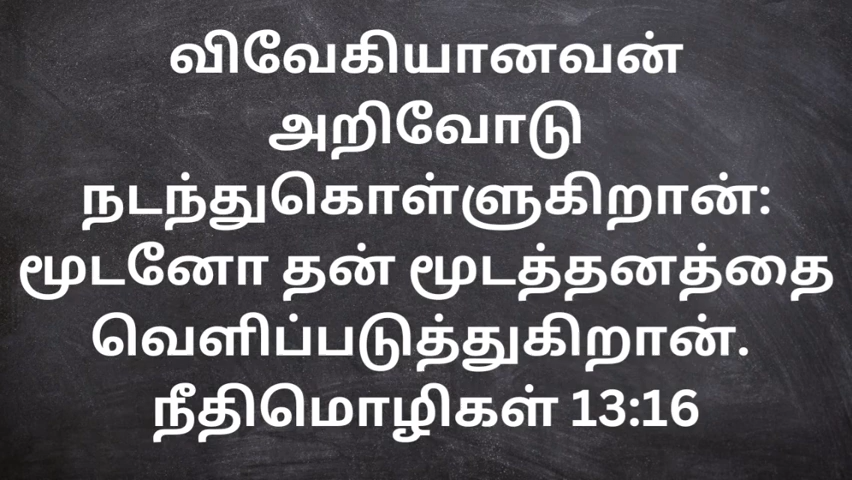 விவேகியானவன்
அறிவோடு
நடந்துகொள்ளுகிறான்:
மூடனோ தன் மூடத்தனத்தை
வெளிப்படுத்துகிறான்.
நீதிமொழிகள் 13:16